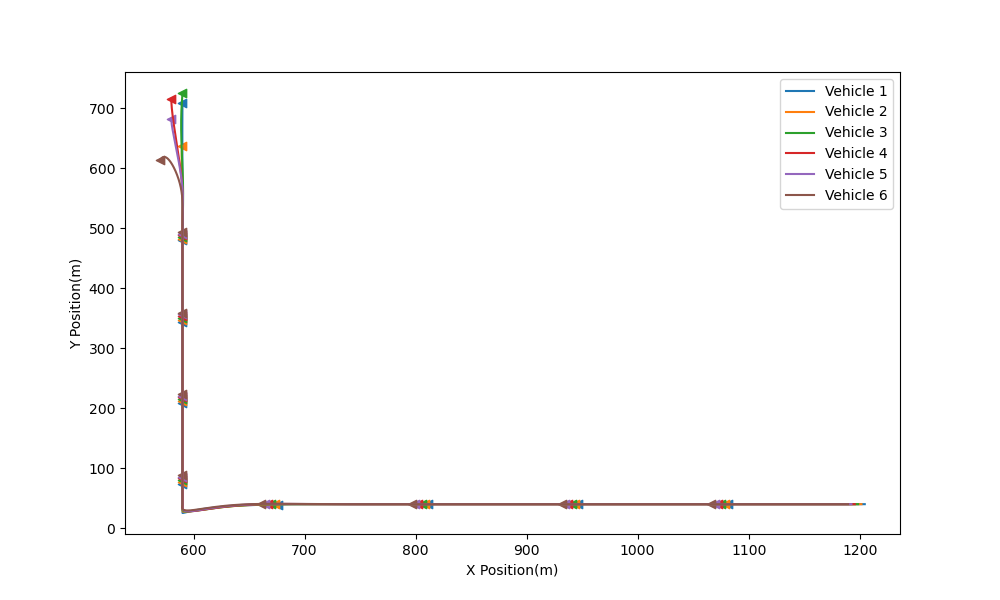 Vehicle 1
Vehicle 2
Vehicle 3
Vehicle 4
Vehicle 5
Vehicle 6
700
600
500
400
300
200
100
0
Y Position(m)
600 700 800 900 1000 1100 1200
X Position(m)